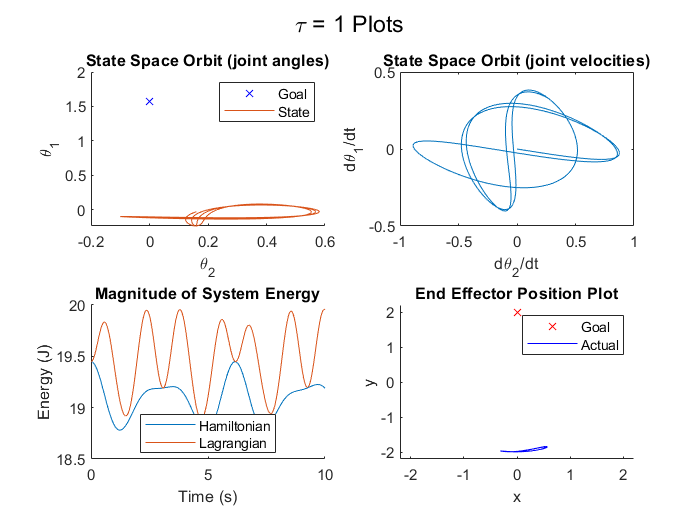 τ = 1 Plots
State Space Orbit (joint angles)
2
1.5
1
0.5
0
-0.2
0
0.2
0.4
0.6
θ1
θ2
Goal
State
State Space Orbit (joint velocities)
0.5
0
-0.5
-1
-0.5
0
0.5
1
dθ1/dt
dθ2/dt
Magnitude of System Energy
20
19.5
19
18.5
0
5
10
Energy (J)
Time (s)
Hamiltonian
Lagrangian
End Effector Position Plot
2
1
0
-1
-2
-2
-1
0
1
2
y
x
Goal
Actual